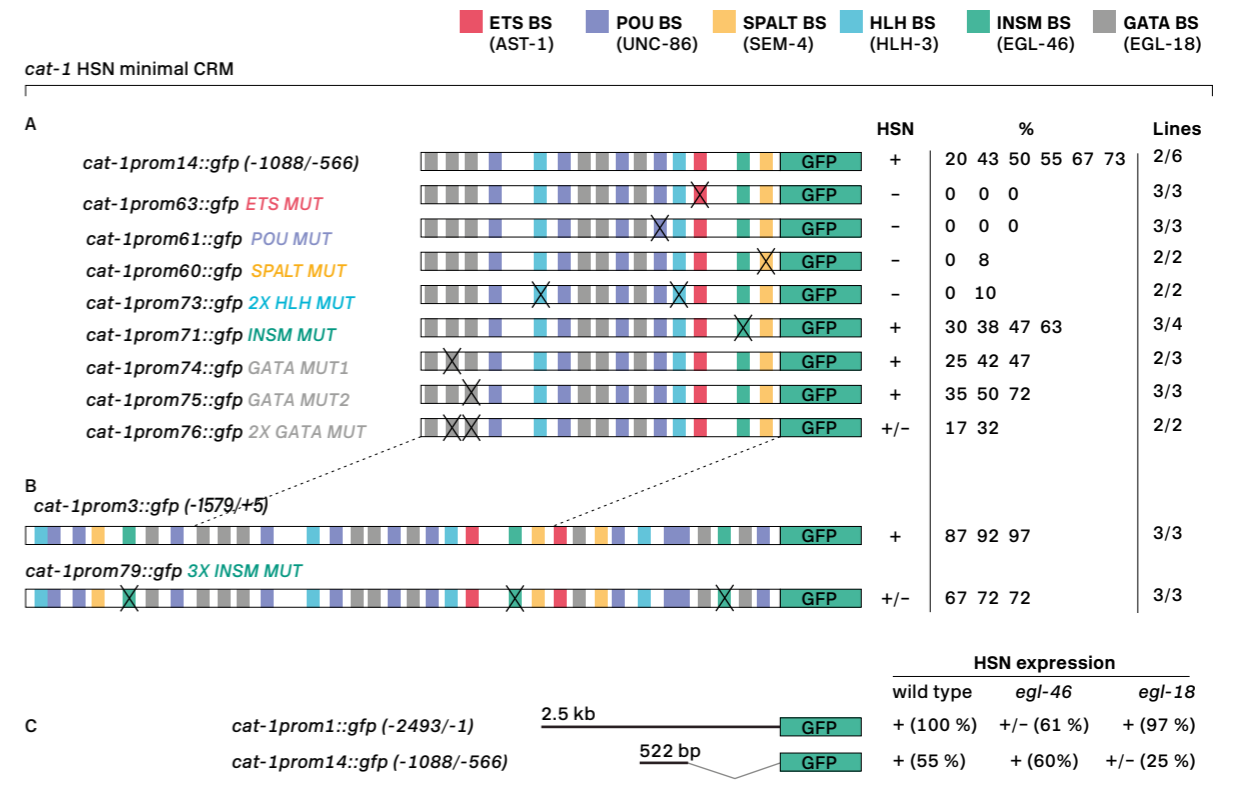 ETS BS POU BS SPALT BS HLH BS INSM BS GATA BS
(AST-1) (UNC-86) (SEM-4) (HLH-3) (EGL-46) (EGL-18)
cat-1 HSN minimal CRM
A
HSN % Lines
cat-1prom14::gfp (-1088/-566) GFP + 20 43 50 55 67 73 2/6
cat-1prom63::gfp ETS MUT GFP – 0 0 0 3/3
cat-1prom61::gfp POU MUT GFP – 0 0 0 3/3
cat-1prom60::gfp SPALT MUT GFP – 0 8 2/2
cat-1prom73::gfp 2X HLH MUT GFP – 0 10 2/2
cat-1prom71::gfp INSM MUT GFP + 30 38 47 63 3/4
cat-1prom74::gfp GATA MUT1 GFP + 25 42 47 2/3
cat-1prom75::gfp GATA MUT2 GFP + 35 50 72 3/3
cat-1prom76::gfp 2X GATA MUT GFP +/– 17 32 2/2
B
cat-1prom3::gfp (-1579/+5)
GFP + 87 92 97 3/3
cat-1prom79::gfp 3X INSM MUT
GFP +/– 67 72 72 3/3
HSN expression
wild type egl-46 egl-18
C cat-1prom1::gfp (-2493/-1) 2.5 kb GFP + (100 %) +/– (61 %) + (97 %)
cat-1prom14::gfp (-1088/-566) 522 bp GFP + (55 %) + (60%) +/– (25 %)